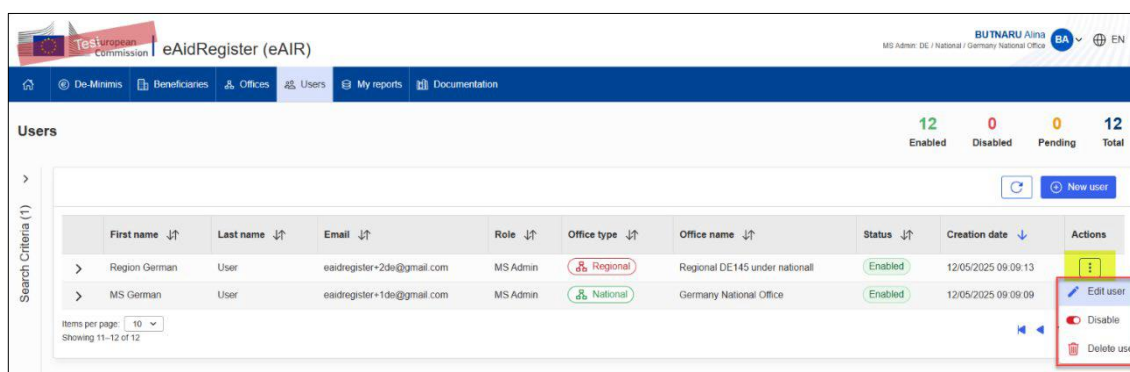 Test
European
Commission
eAidRegister (eAIR)
BUTNARU Alina
MS Admin: DE / National / Germany National Office
BA
EN
De-Minimis Beneficiaries Offices Users My reports Documentation
Users
12 0 0 12
Enabled Disabled Pending Total
Search Criteria (1)
New user
First name Last name Email Role Office type Office name Status Creation date Actions
Region German User eaidregister+2de@gmail.com MS Admin Regional Regional DE145 under nationall Enabled 12/05/2025 09:09:13
MS German User eaidregister+1de@gmail.com MS Admin National Germany National Office Enabled 12/05/2025 09:09:09
Edit user
Disable
Delete use
Items per page: 10
Showing 11–12 of 12